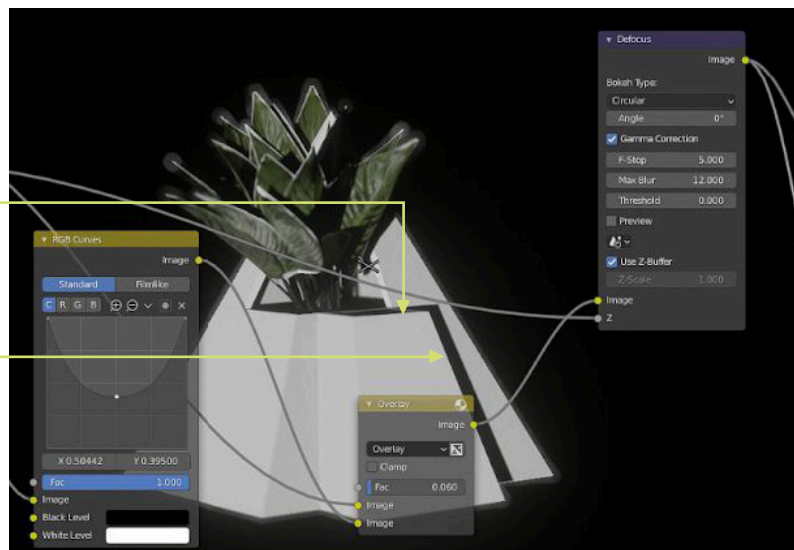 Defocus
Image
Bokeh Type:
Circular
Angle 0°
Gamma Correction
F-Stop 5.000
Max Blur 12.000
Threshold 0.000
Preview
Use Z-Buffer
Z-Scale 1.000
Image
Z
RGB Curves
Image
Standard Filmlike
C R G B
X 0.50442 Y 0.39500
Fac 1.000
Image
Black Level
White Level
Overlay
Image
Overlay
Clamp
Fac 0.060
Image
Image